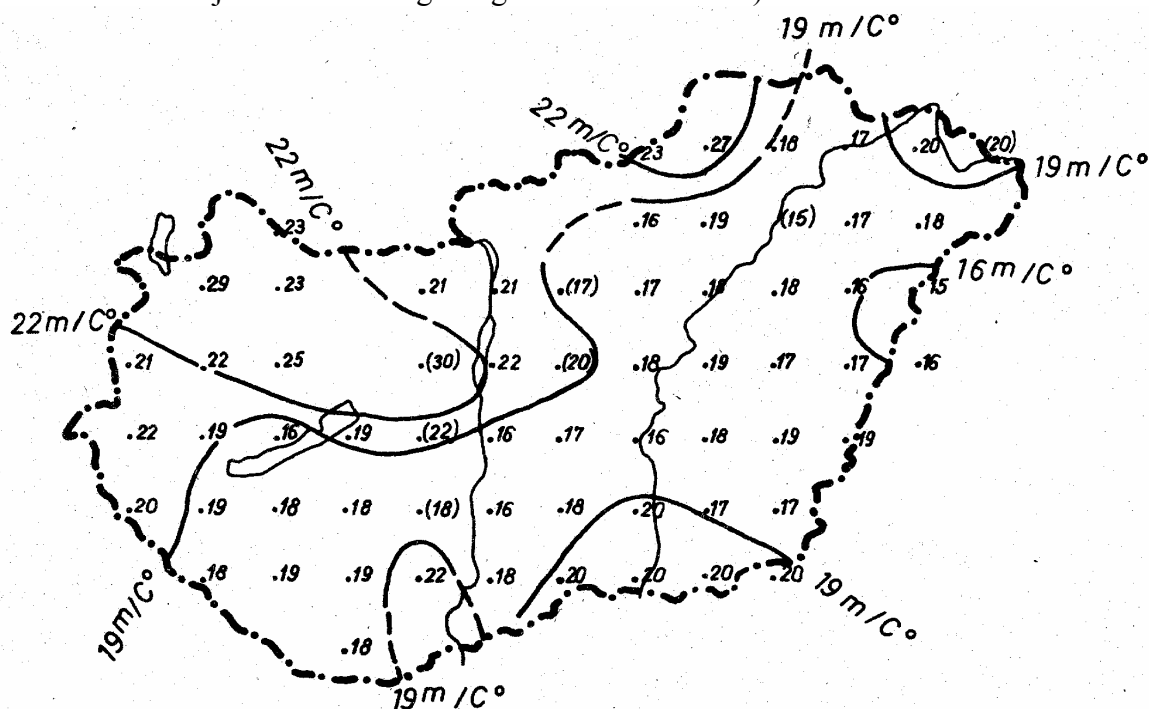 19 m/C°
22 m/C° .23 .27 .18 .17 .20 (20) 19 m/C°
22 m/C°
.23 .16 .19 (15) .17 .18
.29 .23 .21 .21 .(17) .17 .18 .18 .16 .15 16 m/C°
22 m/C°
.21 .22 .25 .(30) .22 .(20) .18 .19 .17 .17 .16
.22 .19 .16 .19 .(22) .16 .17 .16 .18 .19 .19
.20 .19 .18 .18 .(18) .16 .18 .20 .17 .17
.18 .19 .19 .22 .18 .20 .20 .20 .20
19 m/C° 19 m/C°
.18
19 m/C°